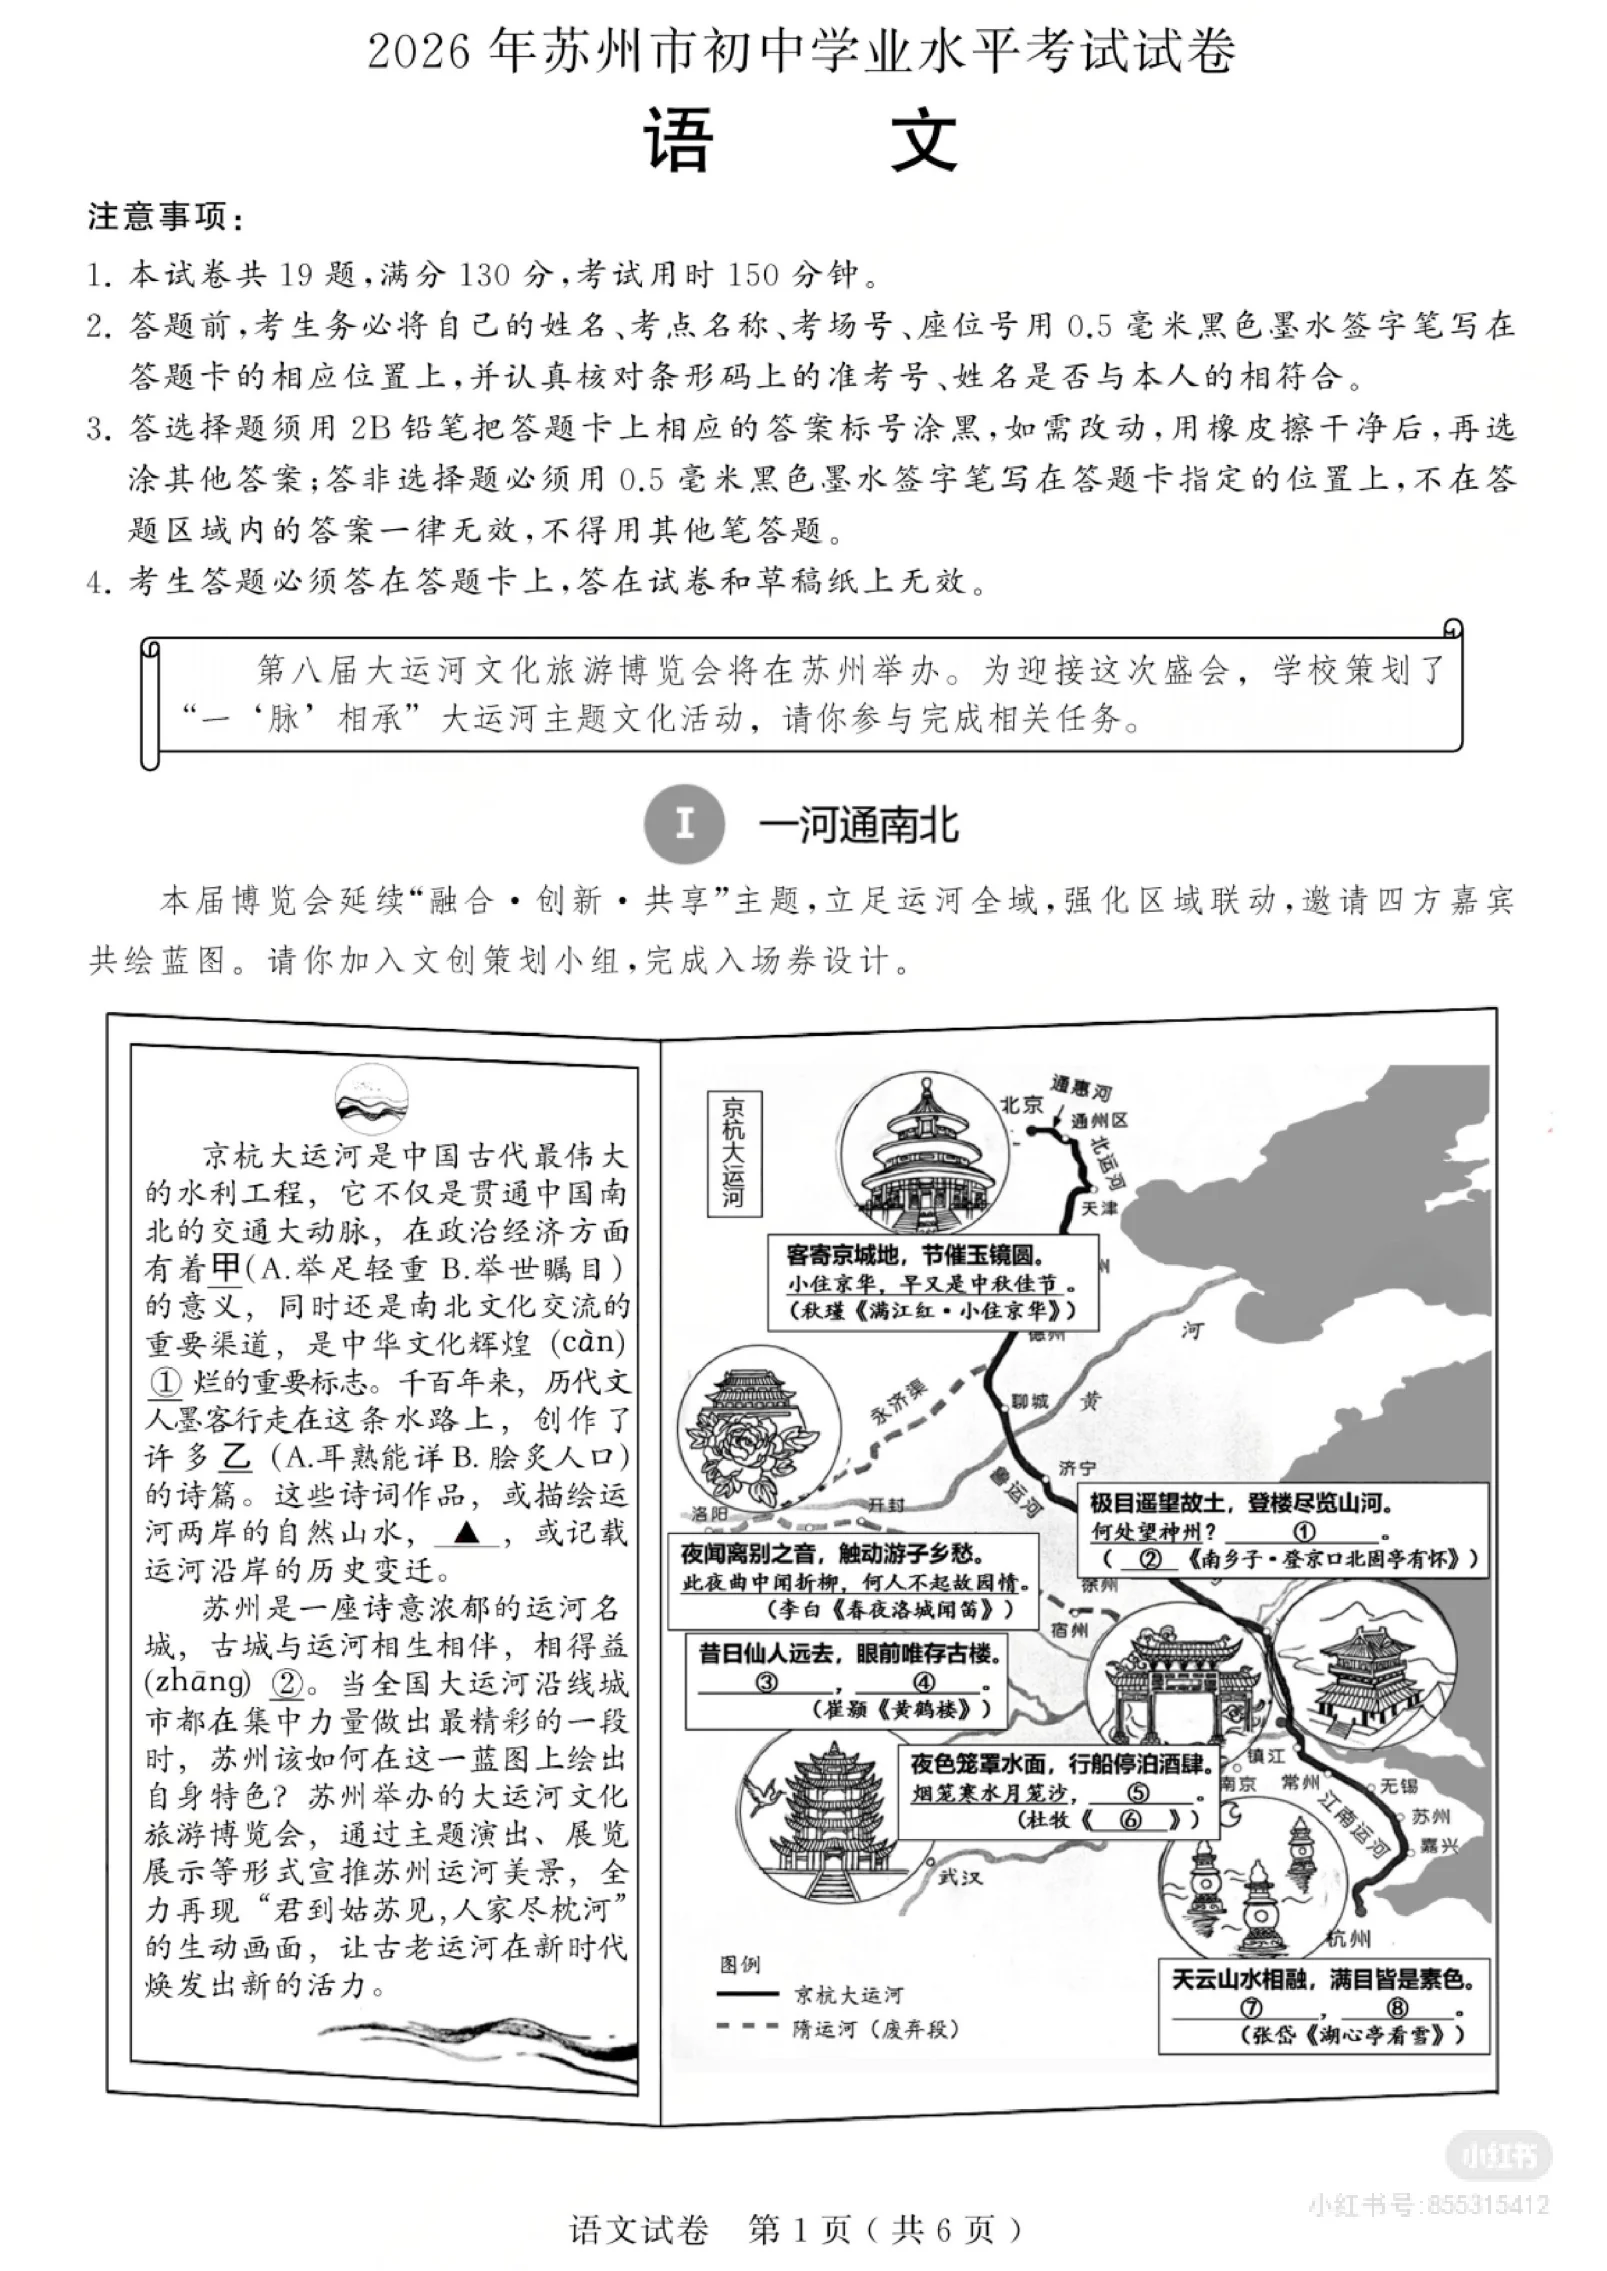 2026年苏州市初中学业水平考试试卷
语 文
注意事项：
1. 本试卷共19题，满分130分，考试用时150分钟。
2. 答题前，考生务必将自己的姓名、考点名称、考场号、座位号用0.5毫米黑色墨水签字笔写在
答题卡的相应位置上，并认真核对条形码上的准考号、姓名是否与本人的相符合。
3. 答选择题须用2B铅笔把答题卡上相应的答案标号涂黑，如需改动，用橡皮擦干净后，再选
涂其他答案；答非选择题必须用0.5毫米黑色墨水签字笔写在答题卡指定的位置上，不在答
题区域内的答案一律无效，不得用其他笔答题。
4. 考生答题必须答在答题卡上，答在试卷和草稿纸上无效。
第八届大运河文化旅游博览会将在苏州举办。为迎接这次盛会，学校策划了
“一‘脉’相承”大运河主题文化活动，请你参与完成相关任务。
I 一河通南北
本届博览会延续“融合·创新·共享”主题，立足运河全域，强化区域联动，邀请四方嘉宾
共绘蓝图。请你加入文创策划小组，完成入场券设计。
京杭大运河是中国古代最伟大
的水利工程，它不仅是贯通中国南
北的交通大动脉，在政治经济方面
有着甲(A.举足轻重 B.举世瞩目)
的意义，同时还是南北文化交流的
重要渠道，是中华文化辉煌 (càn)
① 烂的重要标志。千百年来，历代文
人墨客行走在这条水路上，创作了
许多乙 (A.耳熟能详 B. 脍炙人口)
的诗篇。这些诗词作品，或描绘运
河两岸的自然山水， ▲ ，或记载
运河沿岸的历史变迁。
苏州是一座诗意浓郁的运河名
城，古城与运河相生相伴，相得益
(zhāng) ②。当全国大运河沿线城
市都在集中力量做出最精彩的一段
时，苏州该如何在这一蓝图上绘出
自身特色？苏州举办的大运河文化
旅游博览会，通过主题演出、展览
展示等形式宣推苏州运河美景，全
力再现“君到姑苏见,人家尽枕河”
的生动画面，让古老运河在新时代
焕发出新的活力。
京杭大运河
北京
通惠河
通州区
北运河
天津
客寄京城地，节催玉镜圆。
小住京华，早又是中秋佳节。
（秋瑾《满江红·小住京华》）
州
德州
河
永济渠
聊城
黄
济宁
鲁运河
洛阳
开封
极目遥望故土，登楼尽览山河。
何处望神州？ ① 。
（ ② 《南乡子·登京口北固亭有怀》）
夜闻离别之音，触动游子乡愁。
此夜曲中闻折柳，何人不起故园情。
（李白《春夜洛城闻笛》）
徐州
宿州
昔日仙人远去，眼前唯存古楼。
③ ， ④ 。
（崔颢《黄鹤楼》）
夜色笼罩水面，行船停泊酒肆。
烟笼寒水月笼沙， ⑤ 。
（杜牧《 ⑥ 》）
镇江
南京
常州
无锡
江南运河
苏州
嘉兴
武汉
杭州
天云山水相融，满目皆是素色。
⑦ ， ⑧ 。
（张岱《湖心亭看雪》）
图例
京杭大运河
隋运河（废弃段）
小红书
小红书号:855315412
语文试卷 第1页（共6页）